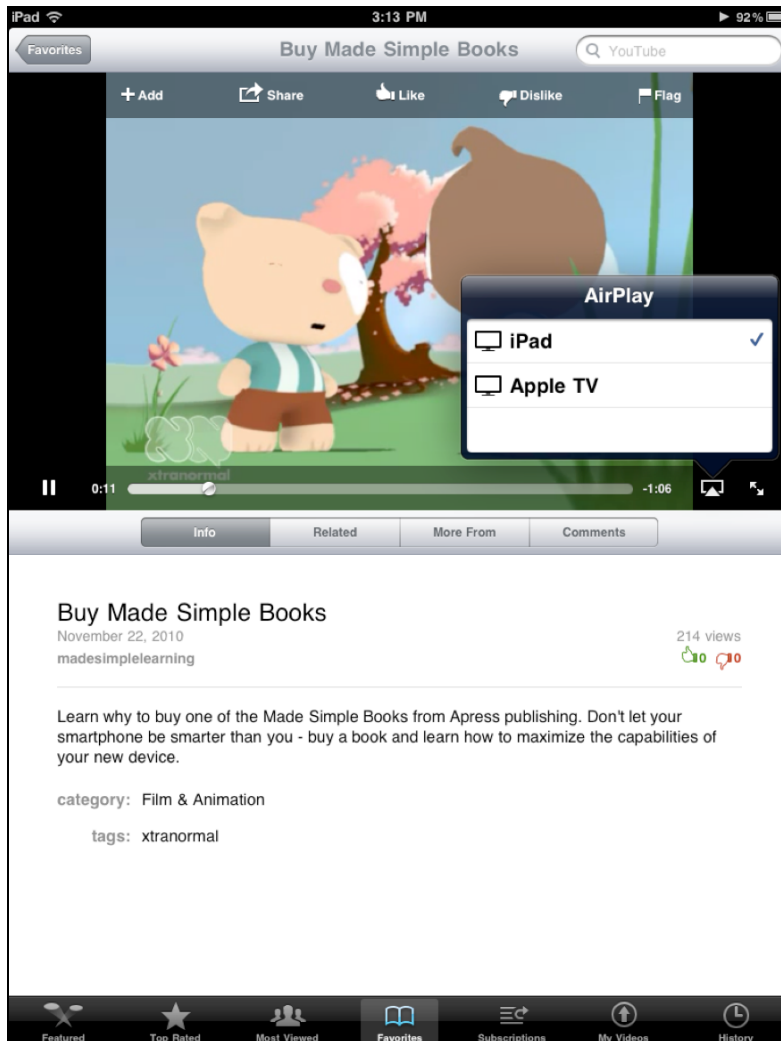 iPad 3:13 PM 92%
Favorites Buy Made Simple Books YouTube
Add Share Like Dislike Flag
AirPlay
iPad
Apple TV
xtranormal
0:11 -1:06
Info Related More From Comments
Buy Made Simple Books
November 22, 2010 214 views
madesimplelearning 0 0
Learn why to buy one of the Made Simple Books from Apress publishing. Don't let your
smartphone be smarter than you - buy a book and learn how to maximize the capabilities of
your new device.
category: Film & Animation
tags: xtranormal
Featured Top Rated Most Viewed Favorites Subscriptions My Videos History